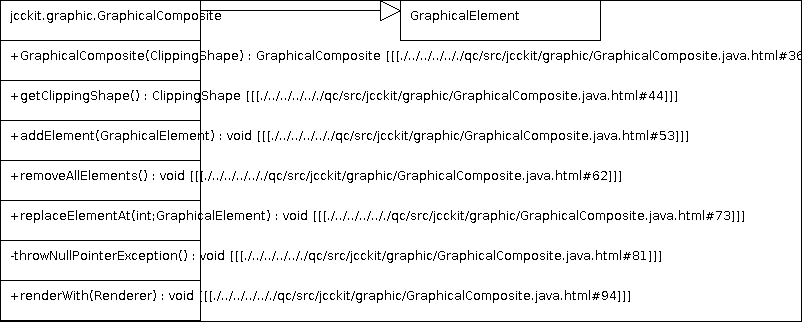 jcckit.graphic.GraphicalComposite
GraphicalElement
+GraphicalComposite(ClippingShape) : GraphicalComposite [[[./../../../../../qc/src/jcckit/graphic/GraphicalComposite.java.html#36
+getClippingShape() : ClippingShape [[[./../../../../../qc/src/jcckit/graphic/GraphicalComposite.java.html#44]]]
+addElement(GraphicalElement) : void [[[./../../../../../qc/src/jcckit/graphic/GraphicalComposite.java.html#53]]]
+removeAllElements() : void [[[./../../../../../qc/src/jcckit/graphic/GraphicalComposite.java.html#62]]]
+replaceElementAt(int;GraphicalElement) : void [[[./../../../../../qc/src/jcckit/graphic/GraphicalComposite.java.html#73]]]
-throwNullPointerException() : void [[[./../../../../../qc/src/jcckit/graphic/GraphicalComposite.java.html#81]]]
+renderWith(Renderer) : void [[[./../../../../../qc/src/jcckit/graphic/GraphicalComposite.java.html#94]]]